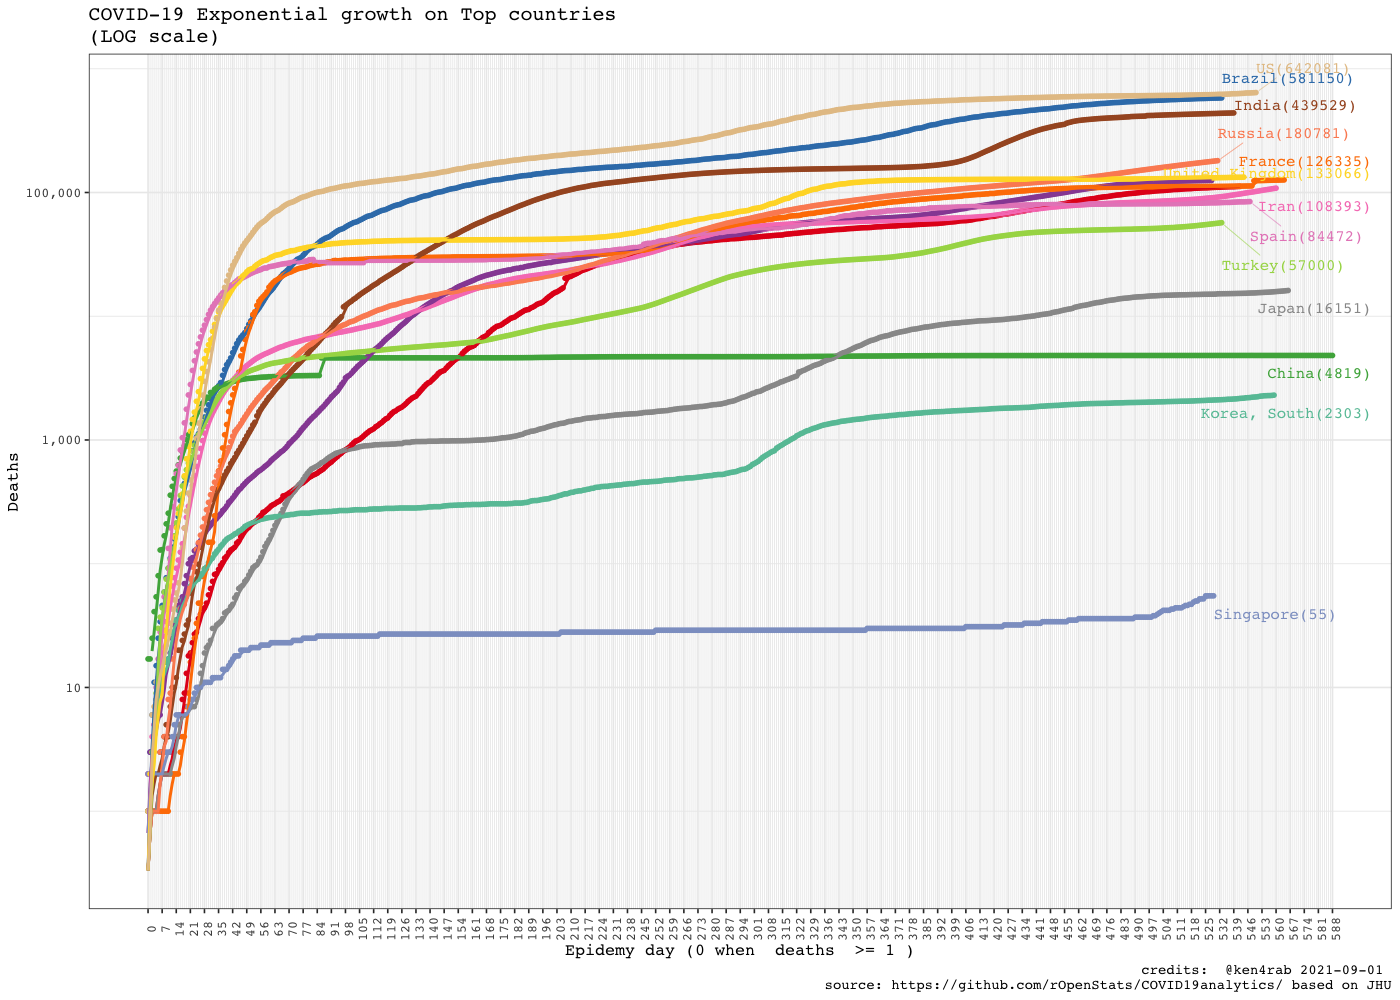 COVID-19 Exponential growth on Top countries
(LOG scale)
US(642081)
Brazil(581150)
India(439529)
Russia(180781)
France(126335)
United Kingdom(133066)
Iran(108393)
Spain(84472)
Turkey(57000)
Japan(16151)
China(4819)
Korea, South(2303)
Singapore(55)
100,000
1,000
10
Deaths
0 7 14 21 28 35 42 49 56 63 70 77 84 91 98 105 112 119 126 133 140 147 154 161 168 175 182 189 196 203 210 217 224 231 238 245 252 259 266 273 280 287 294 301 308 315 322 329 336 343 350 357 364 371 378 385 392 399 406 413 420 427 434 441 448 455 462 469 476 483 490 497 504 511 518 525 532 539 546 553 560 567 574 581 588
Epidemy day (0 when  deaths  >= 1 )
credits:  @ken4rab 2021-09-01
source: https://github.com/rOpenStats/COVID19analytics/ based on JHU